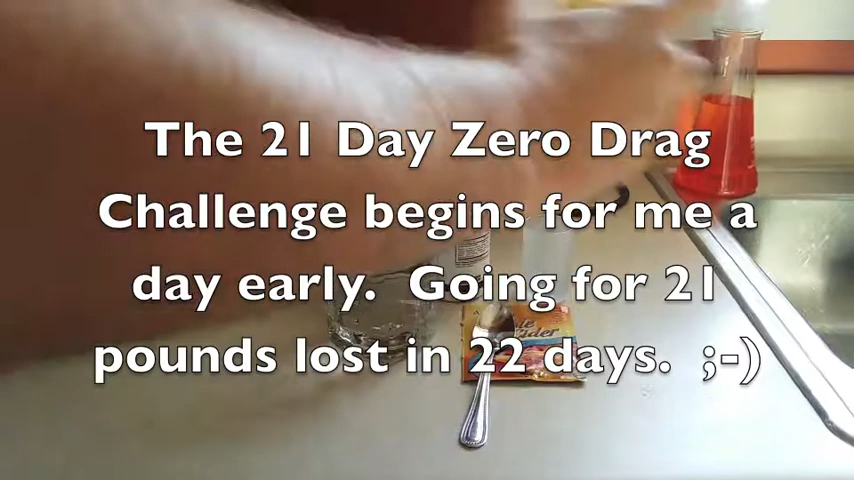 The 21 Day Zero Drag
Challenge begins for me a
day early. Going for 21
pounds lost in 22 days. ;-)